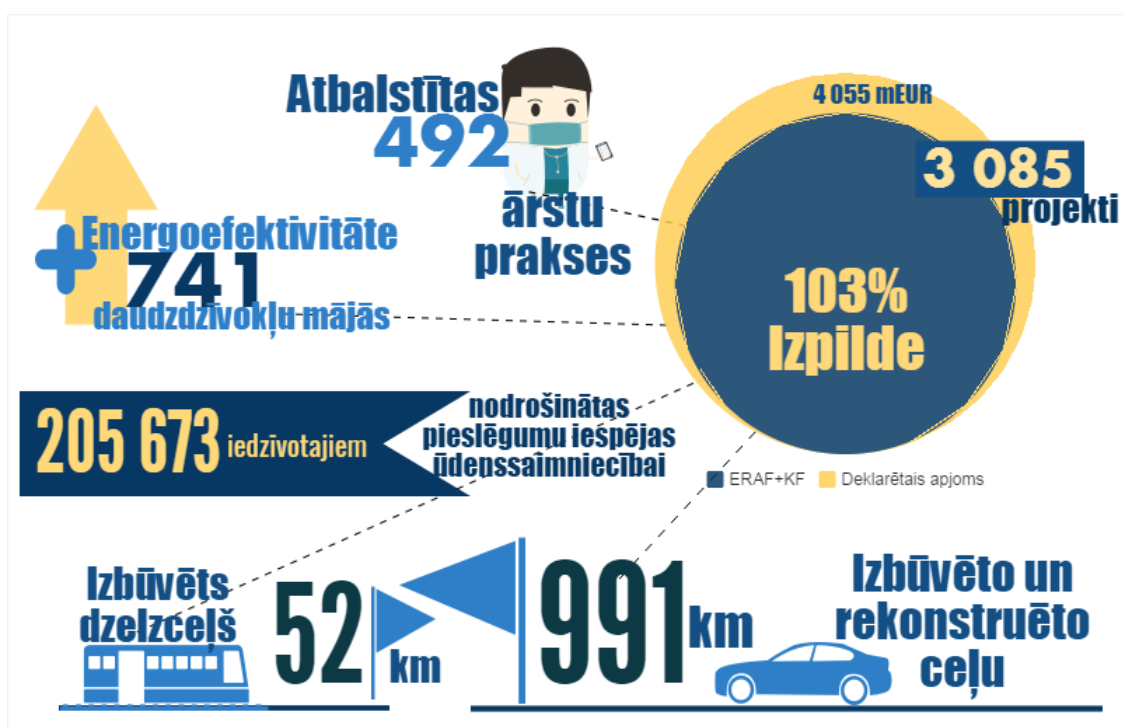 Atbalstītas
492
ārstu
prakses
4 055 mEUR
3 085
projekti
103%
Izpilde
Energoefektivitāte
741
daudzdzīvokļu mājās
205 673 iedzīvotajiem
nodrošinātas
pieslēgumu iespējas
ūdenssaimniecībai
ERAF+KF Deklarētais apjoms
Izbūvēts
dzelzceļš
52
km
991
km
Izbūvēto un
rekonstruēto
ceļu